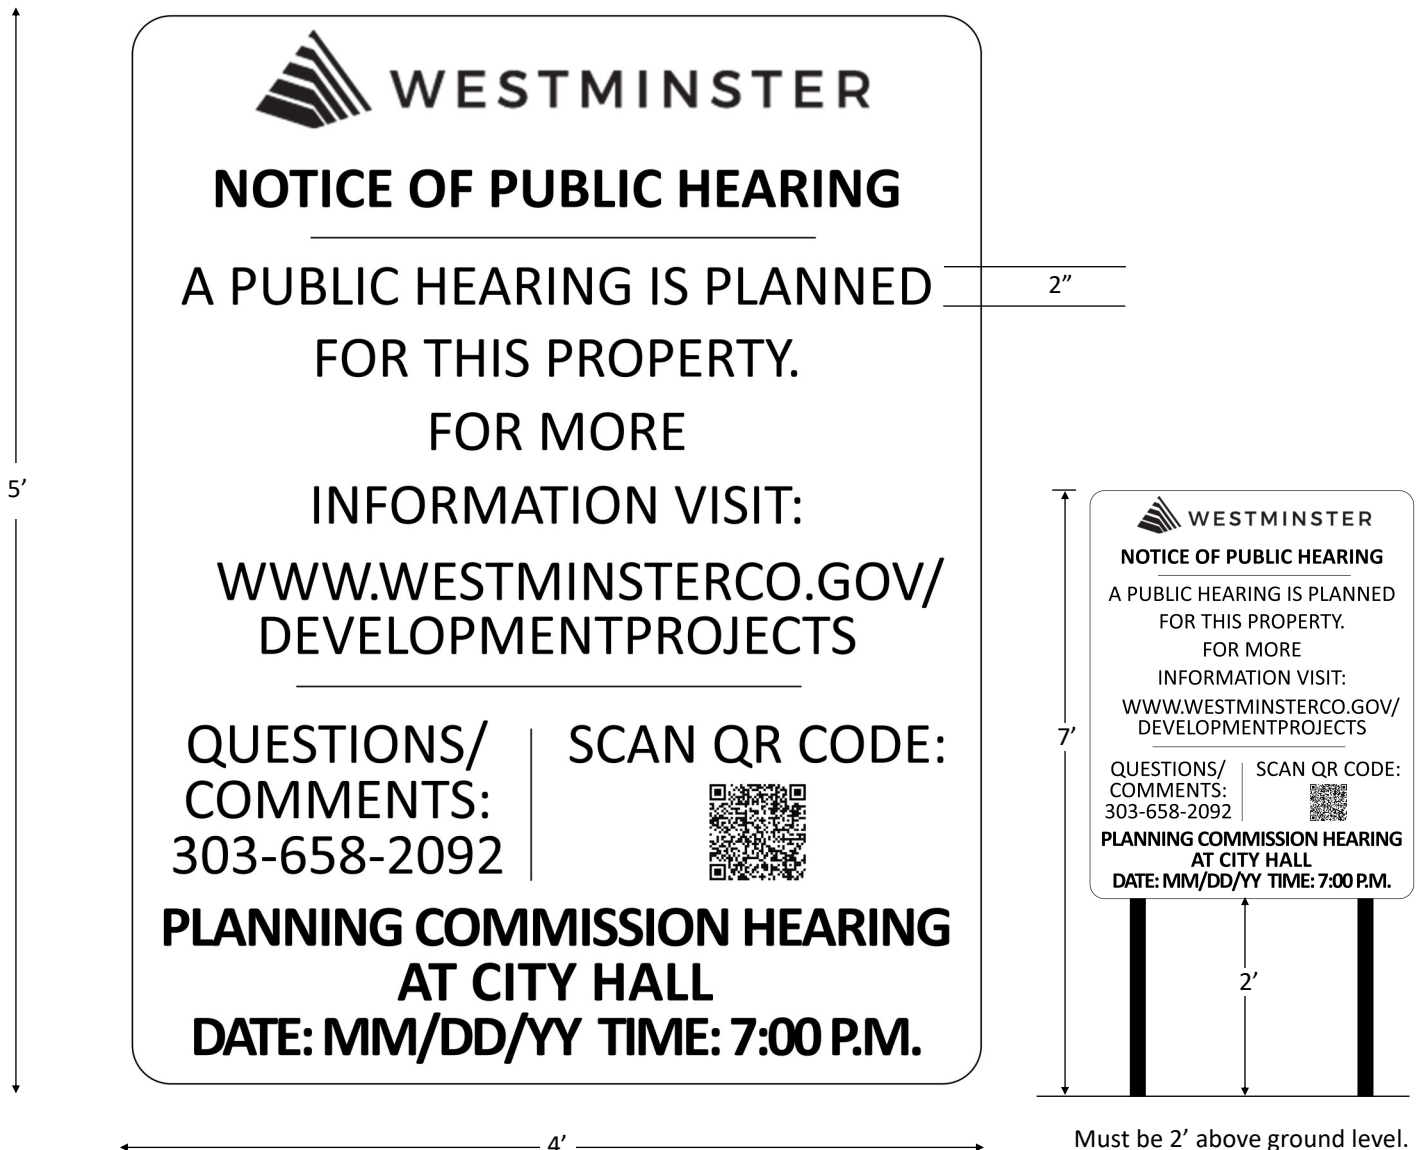 WESTMINSTER
NOTICE OF PUBLIC HEARING
A PUBLIC HEARING IS PLANNED
FOR THIS PROPERTY.
FOR MORE
INFORMATION VISIT:
WWW.WESTMINSTERCO.GOV/
DEVELOPMENTPROJECTS
QUESTIONS/
COMMENTS:
303-658-2092
SCAN QR CODE:
PLANNING COMMISSION HEARING
AT CITY HALL
DATE: MM/DD/YY TIME: 7:00 P.M.
5’
4’
2”
WESTMINSTER
NOTICE OF PUBLIC HEARING
A PUBLIC HEARING IS PLANNED
FOR THIS PROPERTY.
FOR MORE
INFORMATION VISIT:
WWW.WESTMINSTERCO.GOV/
DEVELOPMENTPROJECTS
QUESTIONS/
COMMENTS:
303-658-2092
SCAN QR CODE:
PLANNING COMMISSION HEARING
AT CITY HALL
DATE: MM/DD/YY TIME: 7:00 P.M.
7’
2’
Must be 2’ above ground level.